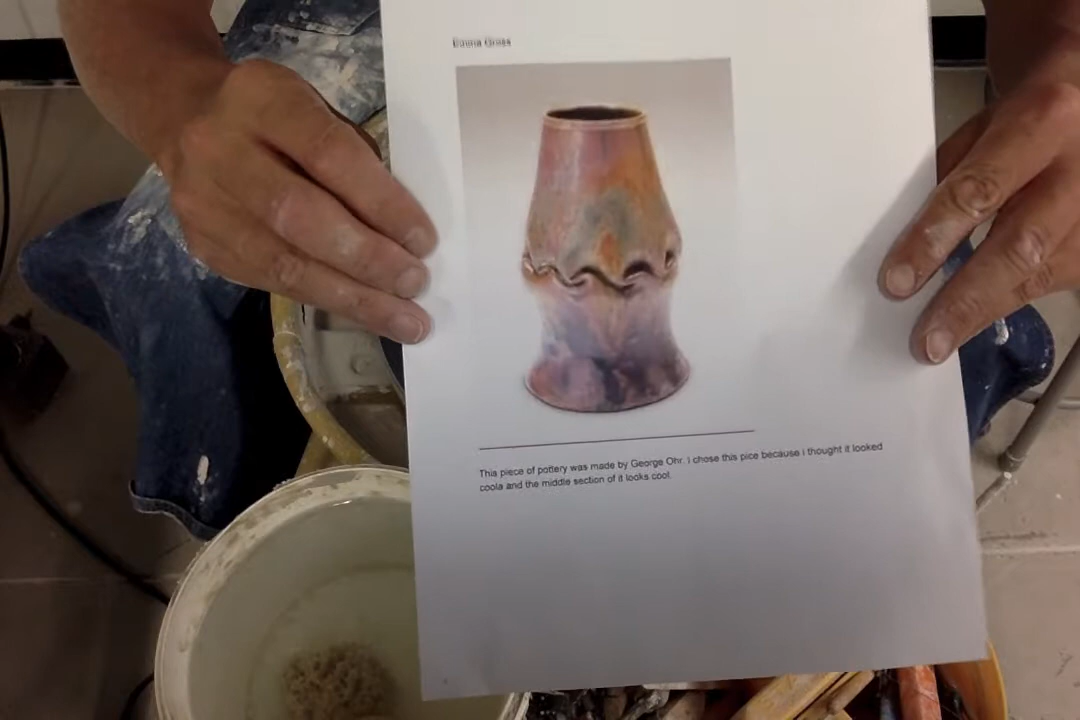 Emma Gross
This piece of pottery was made by George Ohr. i chose this pice because i thought it looked
coola and the middle section of it looks cool.